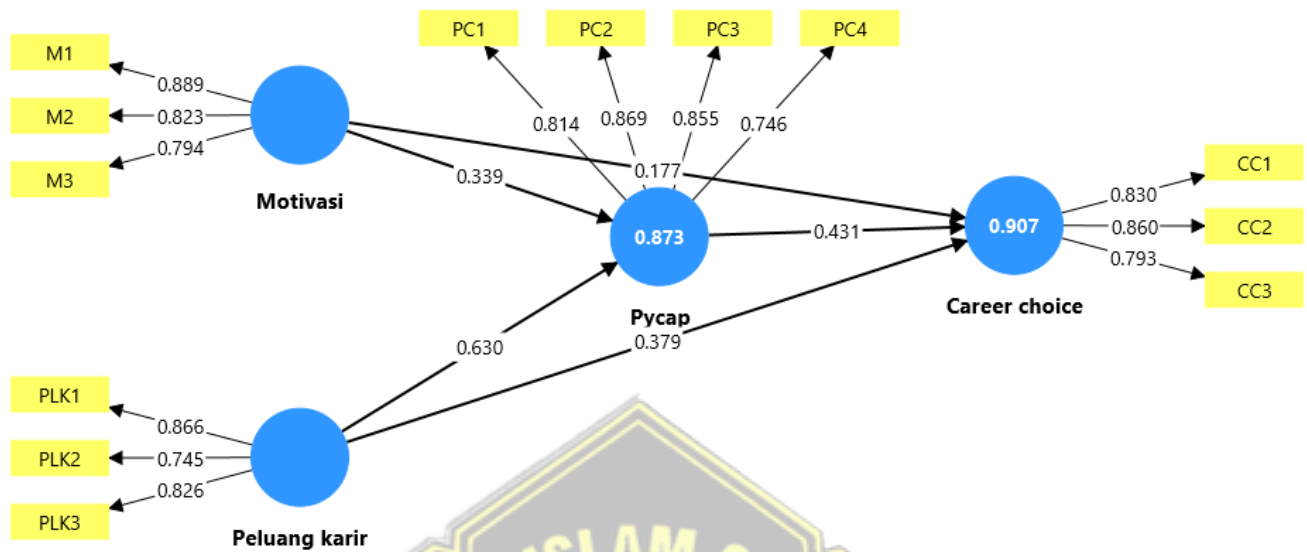 PC1 PC2 PC3 PC4
M1
0.889
M2
0.823
M3
0.794
Motivasi
0.814 0.869 0.855 0.746
0.177
0.339
0.873
Pycap
0.431
0.907
Career choice
0.830
CC1
0.860
CC2
0.793
CC3
0.630
0.379
PLK1
0.866
PLK2
0.745
PLK3
0.826
Peluang karir
ISLAM